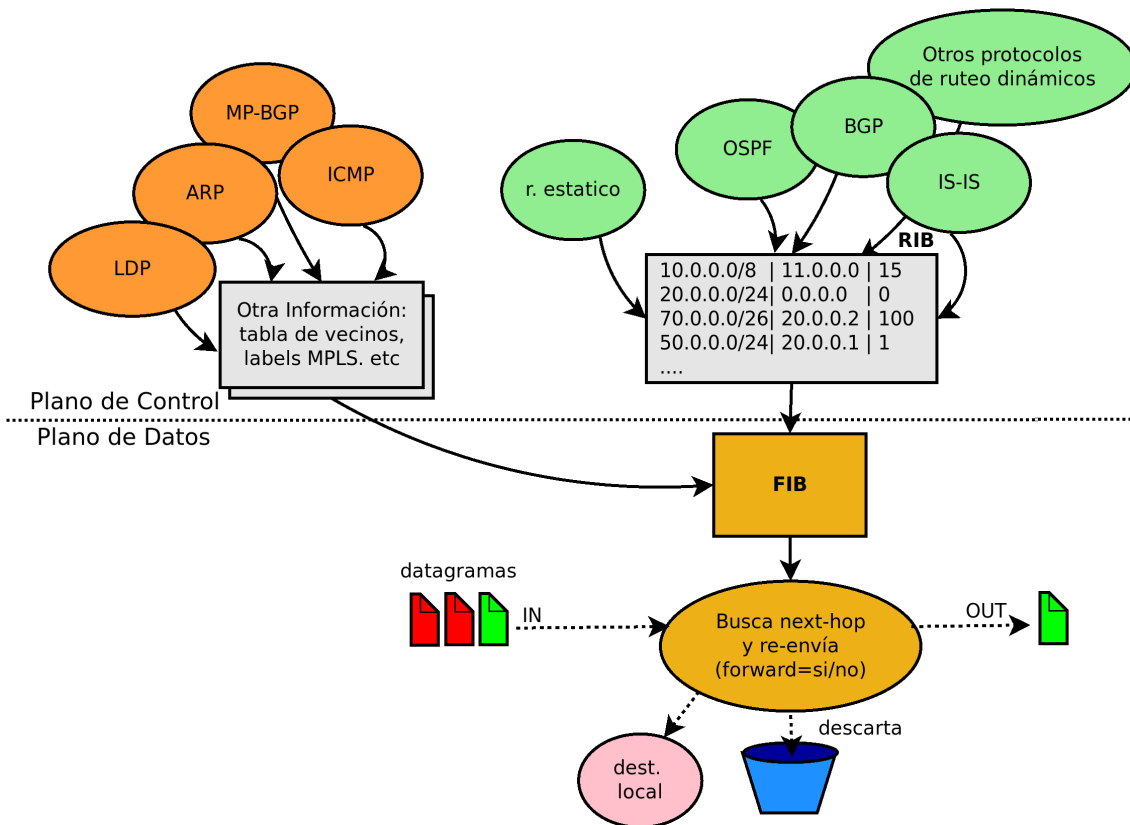 Otros protocolos
de ruteo dinámicos
MP-BGP
BGP
OSPF
ICMP
ARP
r. estatico
IS-IS
RIB
LDP
10.0.0.0/8 | 11.0.0.0 | 15
20.0.0.0/24| 0.0.0.0 | 0
70.0.0.0/26| 20.0.0.2 | 100
50.0.0.0/24| 20.0.0.1 | 1
....
Otra Información:
tabla de vecinos,
labels MPLS. etc
Plano de Control
Plano de Datos
FIB
datagramas
IN
Busca next-hop
y re-envía
(forward=si/no)
OUT
descarta
dest.
local